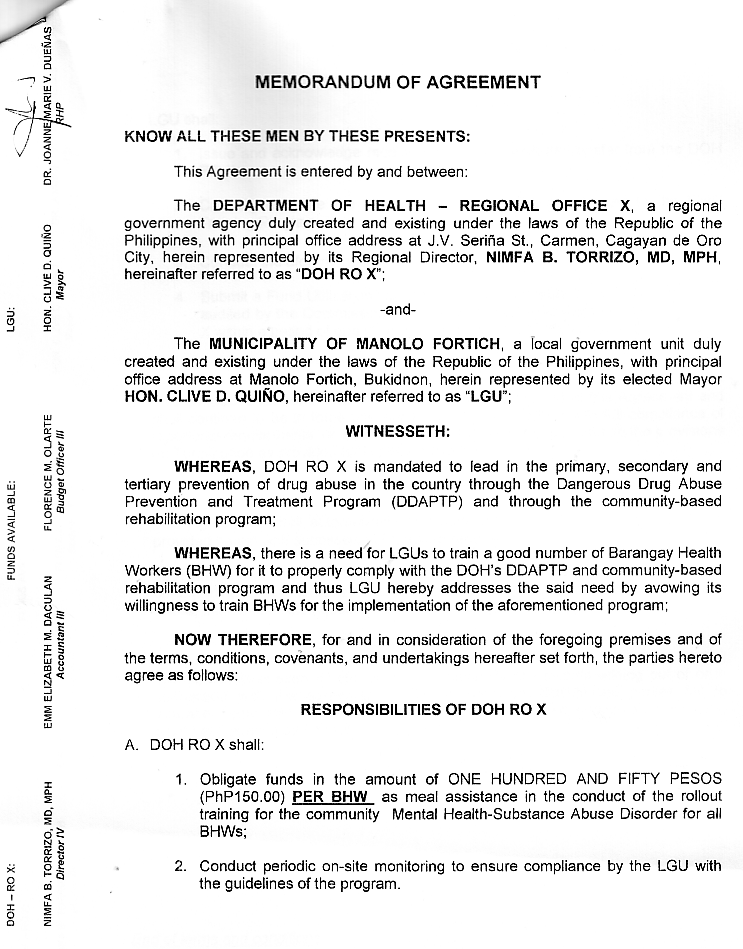 MEMORANDUM OF AGREEMENT
KNOW ALL THESE MEN BY THESE PRESENTS:
This Agreement is entered by and between:
The DEPARTMENT OF HEALTH – REGIONAL OFFICE X, a regional
government agency duly created and existing under the laws of the Republic of the
Philippines, with principal office address at J.V. Seriña St., Carmen, Cagayan de Oro
City, herein represented by its Regional Director, NIMFA B. TORRIZO, MD, MPH,
hereinafter referred to as “DOH RO X”;
-and-
The MUNICIPALITY OF MANOLO FORTICH, a local government unit duly
created and existing under the laws of the Republic of the Philippines, with principal
office address at Manolo Fortich, Bukidnon, herein represented by its elected Mayor
HON. CLIVE D. QUIÑO, hereinafter referred to as “LGU”;
WITNESSETH:
WHEREAS, DOH RO X is mandated to lead in the primary, secondary and
tertiary prevention of drug abuse in the country through the Dangerous Drug Abuse
Prevention and Treatment Program (DDAPTP) and through the community-based
rehabilitation program;
WHEREAS, there is a need for LGUs to train a good number of Barangay Health
Workers (BHW) for it to properly comply with the DOH’s DDAPTP and community-based
rehabilitation program and thus LGU hereby addresses the said need by avowing its
willingness to train BHWs for the implementation of the aforementioned program;
NOW THEREFORE, for and in consideration of the foregoing premises and of
the terms, conditions, covenants, and undertakings hereafter set forth, the parties hereto
agree as follows:
RESPONSIBILITIES OF DOH RO X
A. DOH RO X shall:
1. Obligate funds in the amount of ONE HUNDRED AND FIFTY PESOS
(PhP150.00) PER BHW as meal assistance in the conduct of the rollout
training for the community Mental Health-Substance Abuse Disorder for all
BHWs;
2. Conduct periodic on-site monitoring to ensure compliance by the LGU with
the guidelines of the program.
DOH – RO X:
NIMFA B. TORRIZO, MD, MPH
Director IV
FUNDS AVAILABLE:
EMM ELIZABETH M. DACULAN
Accountant III
FLORENCE M. OLARTE
Budget Officer III
LGU:
HON. CLIVE D. QUIÑO
Mayor
DR. JOANNE MARIE V. DUEÑAS
RHP